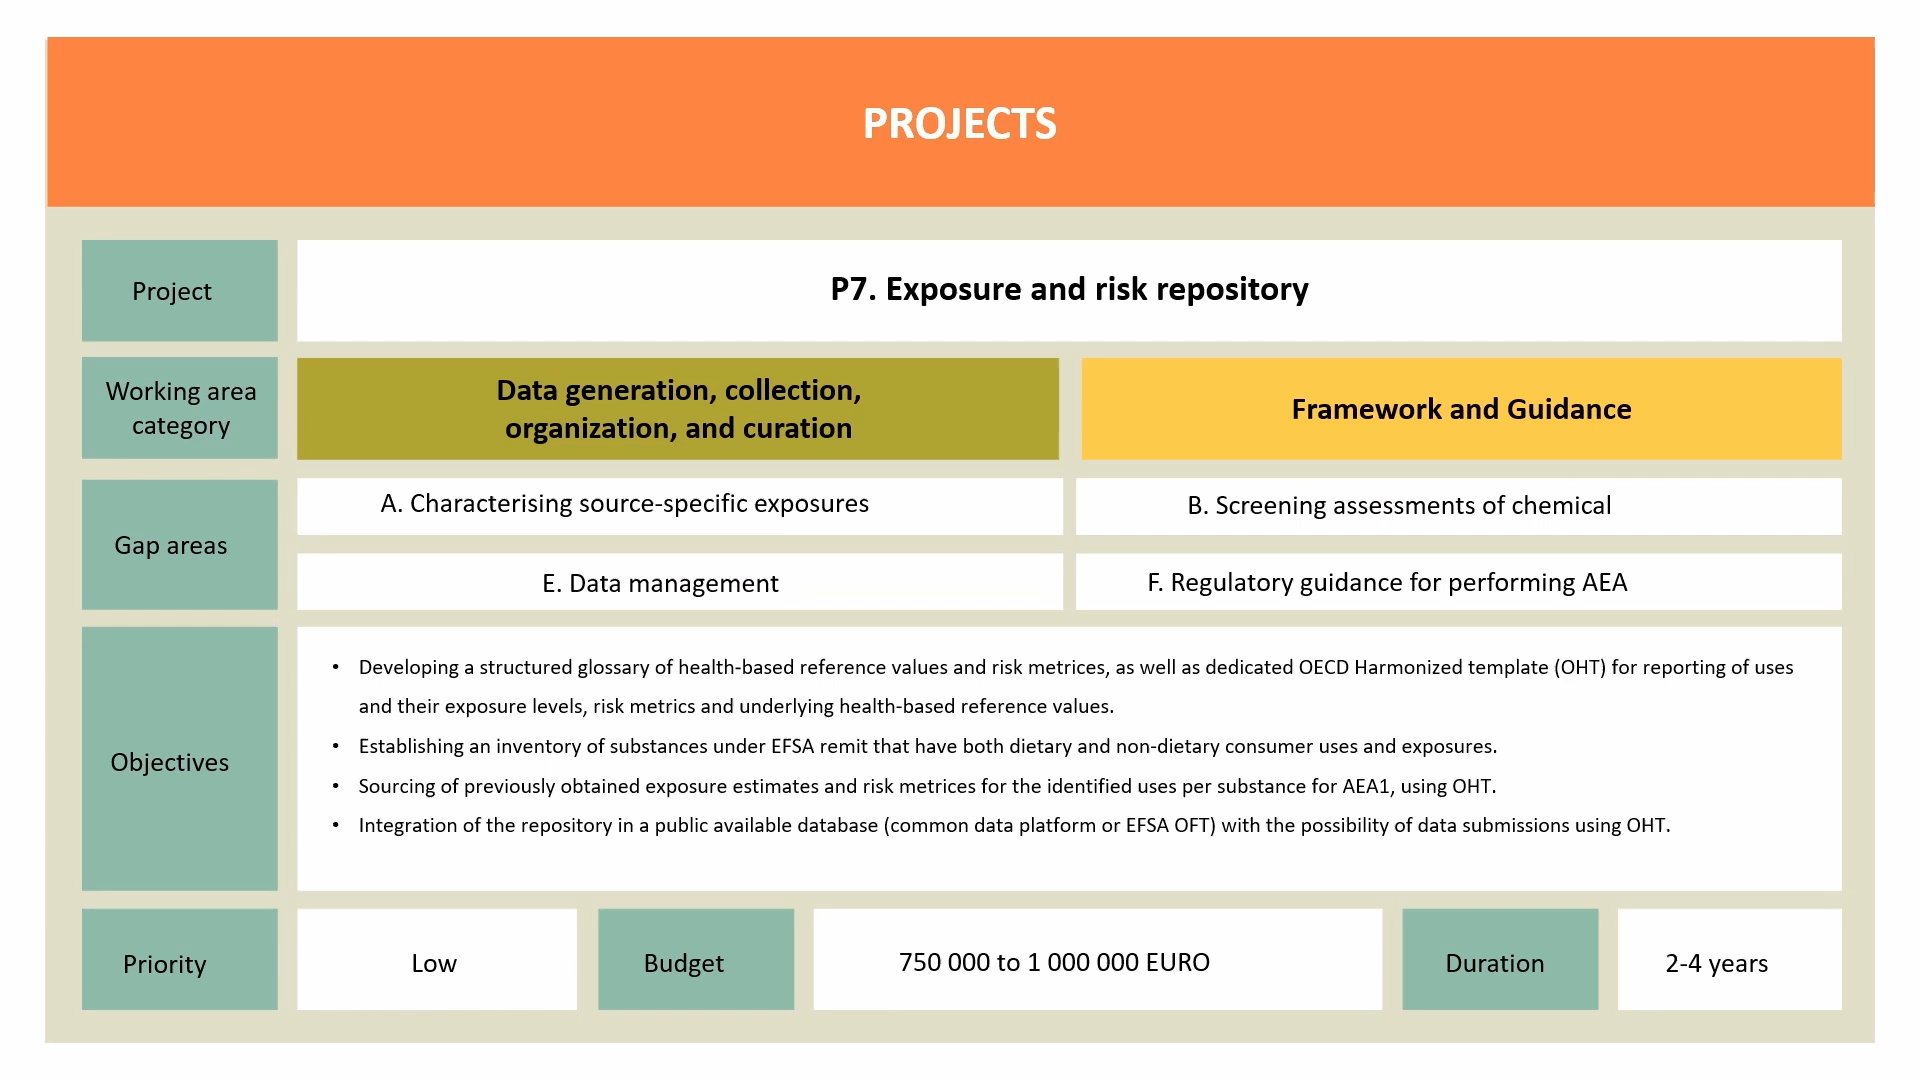 PROJECTS
Project
P7. Exposure and risk repository
Working area
category
Data generation, collection,
organization, and curation
Framework and Guidance
Gap areas
A. Characterising source-specific exposures
B. Screening assessments of chemical
E. Data management
F. Regulatory guidance for performing AEA
Objectives
• Developing a structured glossary of health-based reference values and risk metrices, as well as dedicated OECD Harmonized template (OHT) for reporting of uses
and their exposure levels, risk metrics and underlying health-based reference values.
• Establishing an inventory of substances under EFSA remit that have both dietary and non-dietary consumer uses and exposures.
• Sourcing of previously obtained exposure estimates and risk metrices for the identified uses per substance for AEA1, using OHT.
• Integration of the repository in a public available database (common data platform or EFSA OFT) with the possibility of data submissions using OHT.
Priority
Low
Budget
750 000 to 1 000 000 EURO
Duration
2-4 years